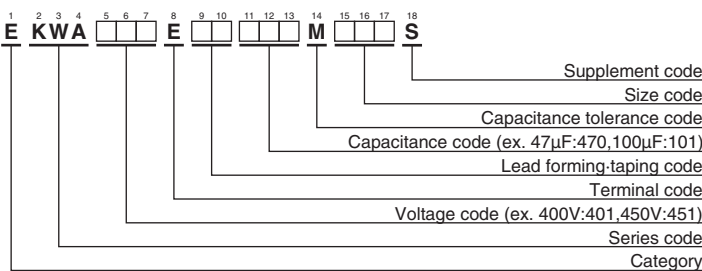 1 2 3 4 5 6 7 8 9 10 11 12 13 14 15 16 17 18
E KWA E M S
Supplement code
Size code
Capacitance tolerance code
Capacitance code (ex. 47μF:470,100μF:101)
Lead forming·taping code
Terminal code
Voltage code (ex. 400V:401,450V:451)
Series code
Category